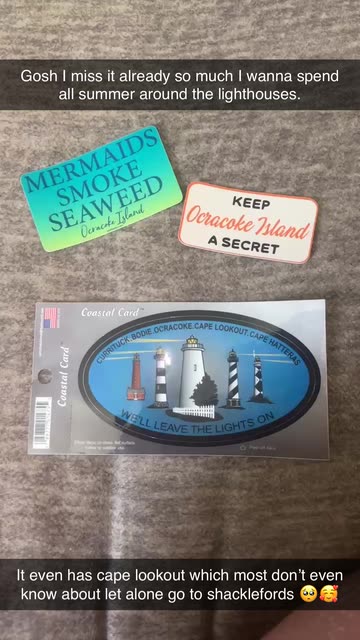 Gosh I miss it already so much I wanna spend
all summer around the lighthouses.
MERMAIDS
SMOKE
SEAWEED
Ocracoke Island
KEEP
Ocracoke Island
A SECRET
Coastal Card™
Coastal Card™
CURRITUCK. BODIE. OCRACOKE. CAPE LOOKOUT. CAPE HATTERAS
WE'LL LEAVE THE LIGHTS ON
It even has cape lookout which most don't even
know about let alone go to shacklefords 🥺🥰